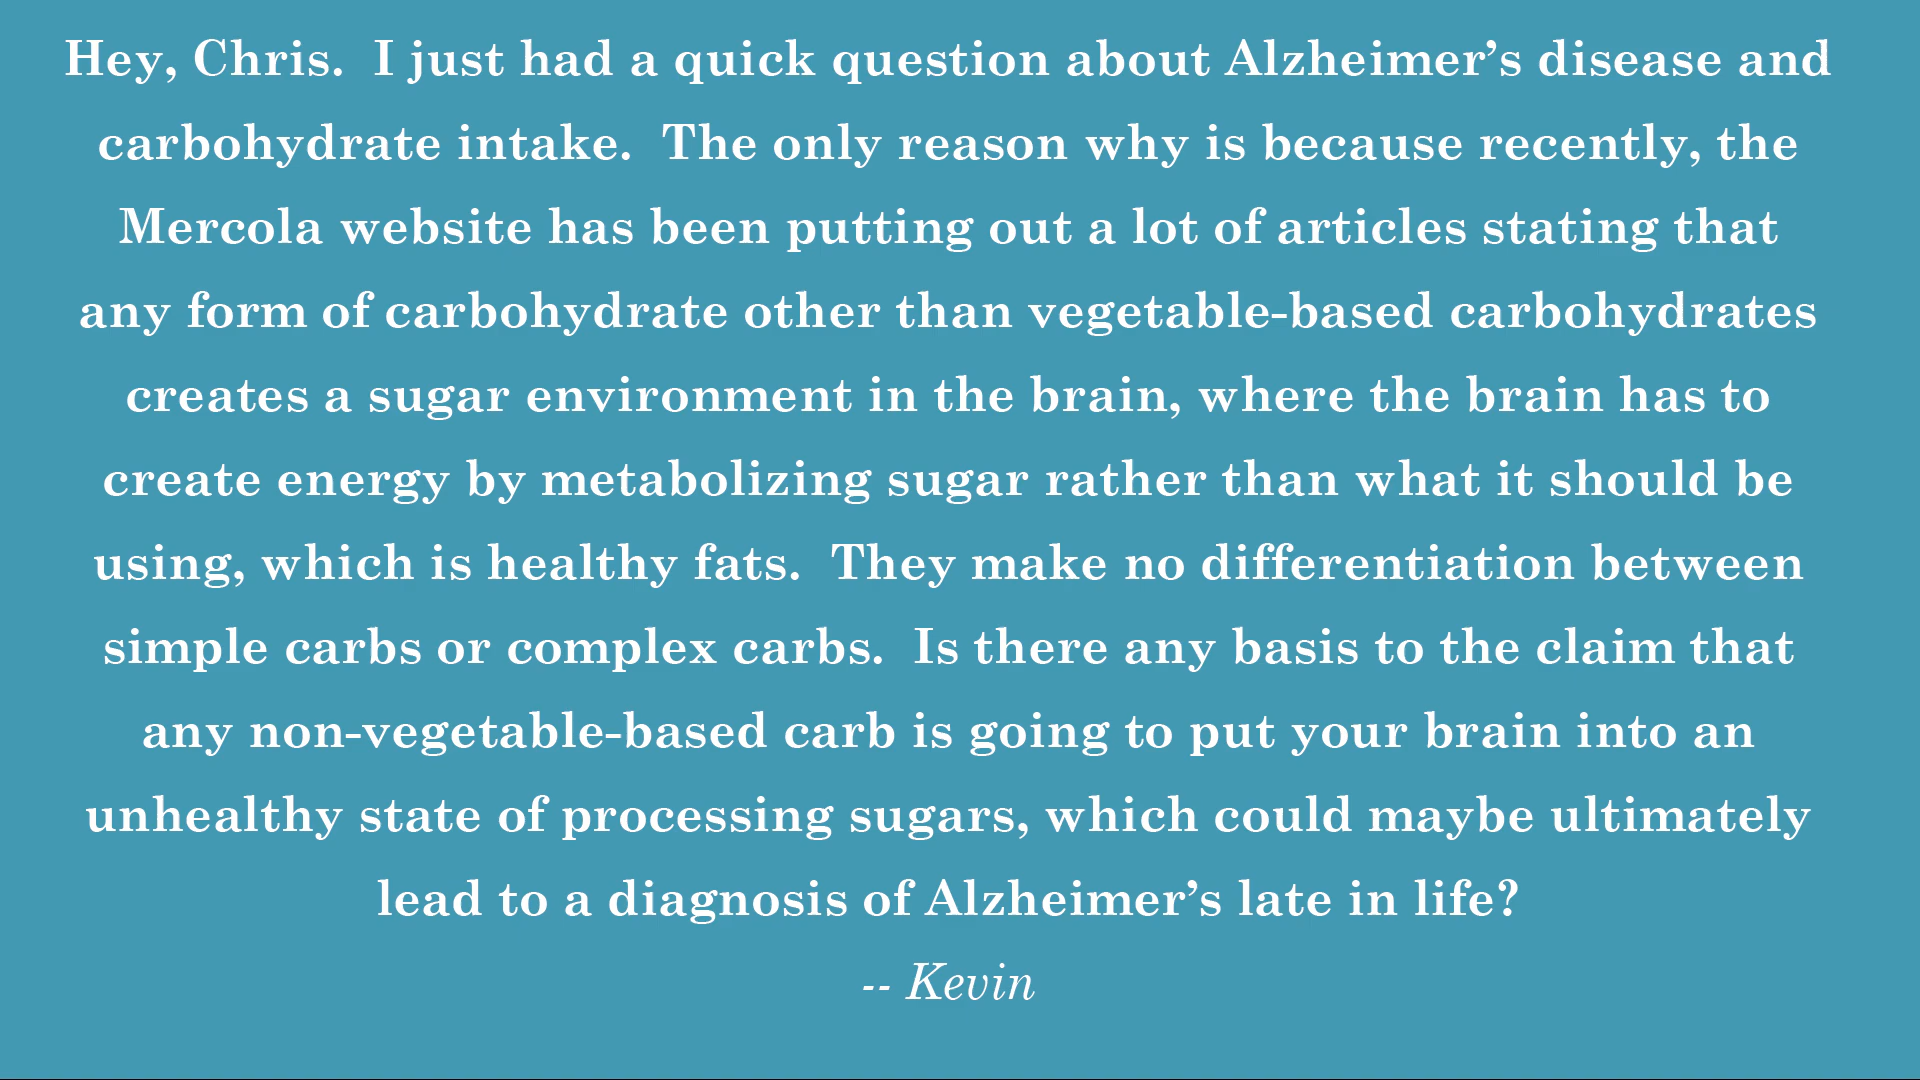 Hey, Chris.  I just had a quick question about Alzheimer’s disease and
carbohydrate intake.  The only reason why is because recently, the
Mercola website has been putting out a lot of articles stating that
any form of carbohydrate other than vegetable-based carbohydrates
creates a sugar environment in the brain, where the brain has to
create energy by metabolizing sugar rather than what it should be
using, which is healthy fats.  They make no differentiation between
simple carbs or complex carbs.  Is there any basis to the claim that
any non-vegetable-based carb is going to put your brain into an
unhealthy state of processing sugars, which could maybe ultimately
lead to a diagnosis of Alzheimer’s late in life?
-- Kevin